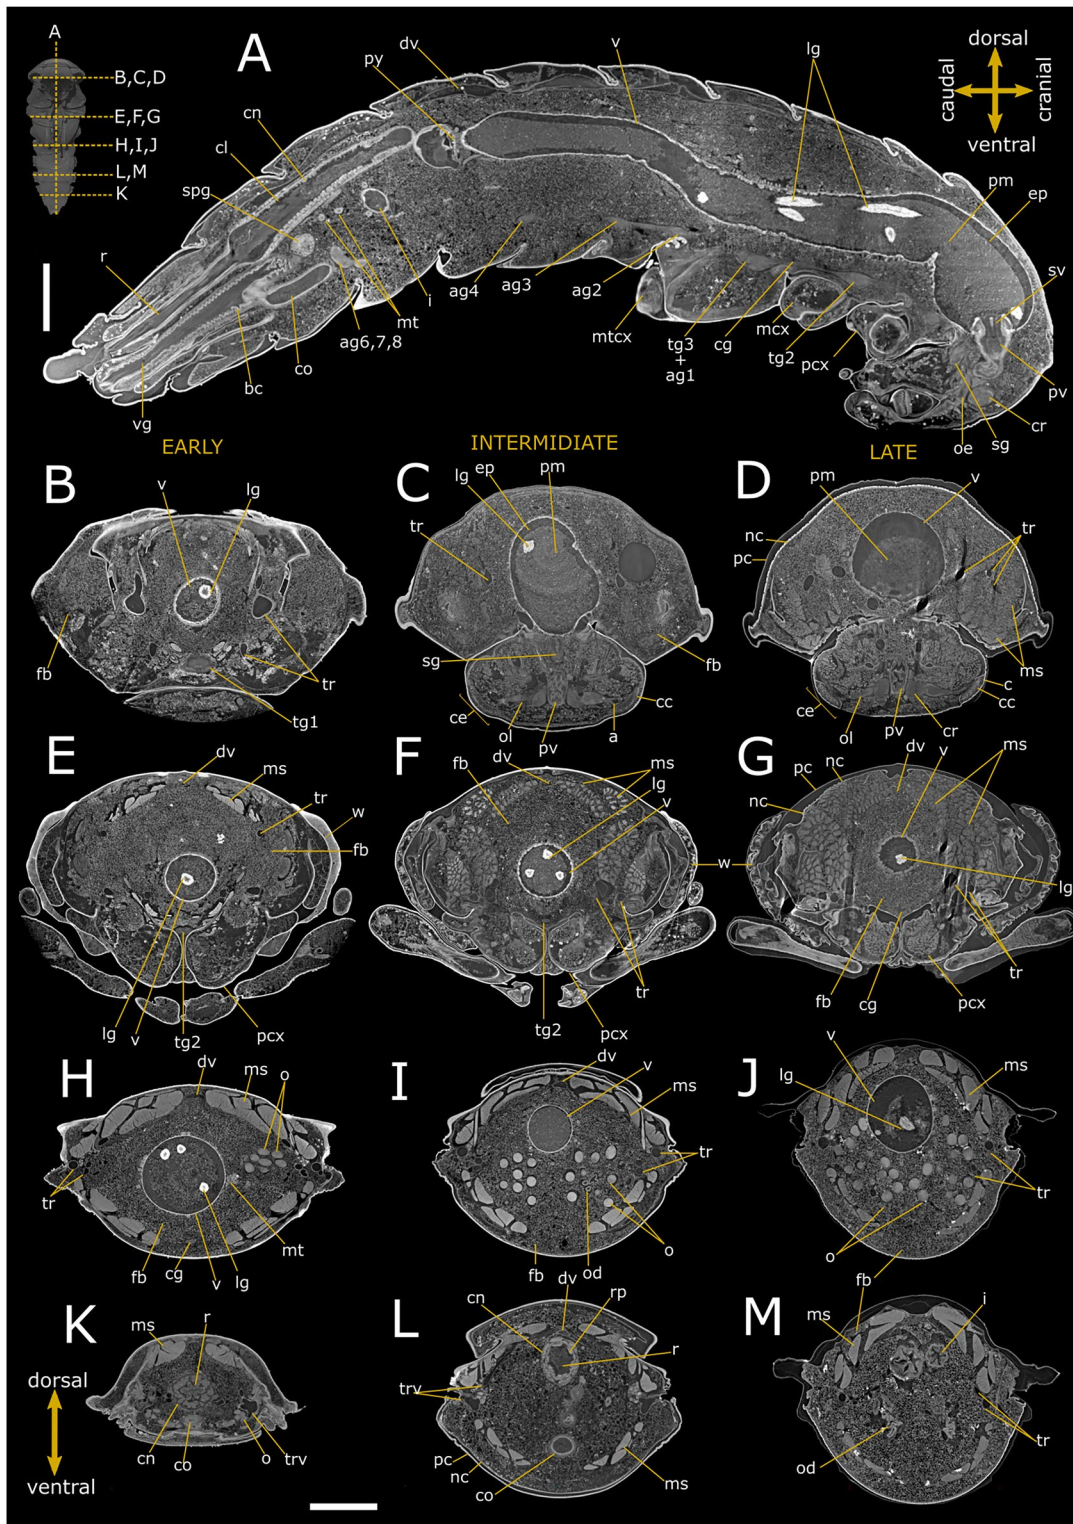 A
B,C,D
E,F,G
H,I,J
L,M
K
A
dv
v
lg
py
cn
cl
spg
r
dorsal
caudal
cranial
ventral
pm
ep
sv
i
ag4
ag3
ag2
mt
ag6,7,8
mtcx
tg3
+
ag1
cg
mcx
tg2
pcx
co
bc
vg
oe
sg
cr
pv
EARLY
INTERMIDIATE
LATE
B
v
lg
fb
tr
tg1
C
lg
ep
pm
tr
sg
fb
ce
ol
pv
a
cc
D
pm
v
nc
pc
tr
ms
c
cc
ce
ol
pv
cr
E
dv
ms
tr
w
fb
lg
v
tg2
pcx
F
fb
dv
ms
lg
v
w
tr
tg2
pcx
G
pc
nc
dv
v
ms
nc
lg
tr
fb
cg
pcx
H
dv
ms
o
tr
fb
cg
v
lg
mt
I
dv
v
ms
tr
fb
od
o
J
v
lg
ms
tr
o
fb
K
ms
r
dorsal
ventral
cn
co
o
trv
L
cn
dv
rp
r
trv
pc
nc
co
ms
M
fb
ms
i
tr
od